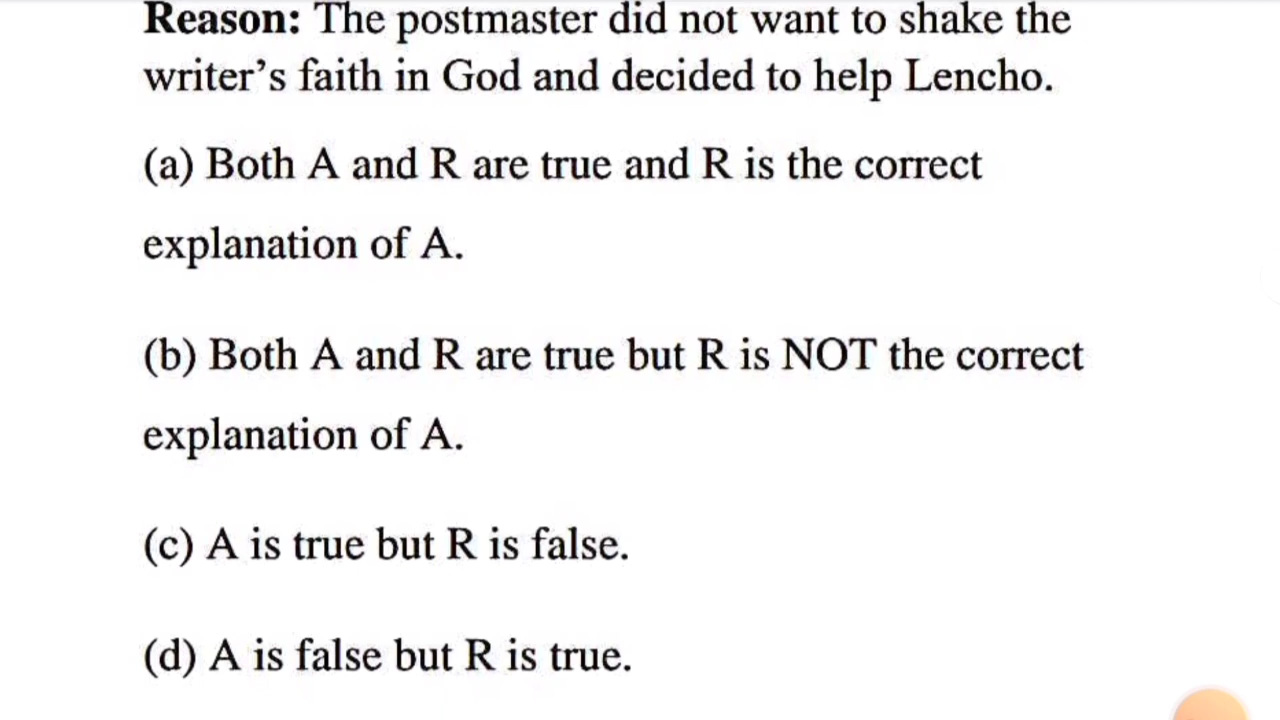 Reason: The postmaster did not want to shake the
writer’s faith in God and decided to help Lencho.
(a) Both A and R are true and R is the correct
explanation of A.
(b) Both A and R are true but R is NOT the correct
explanation of A.
(c) A is true but R is false.
(d) A is false but R is true.